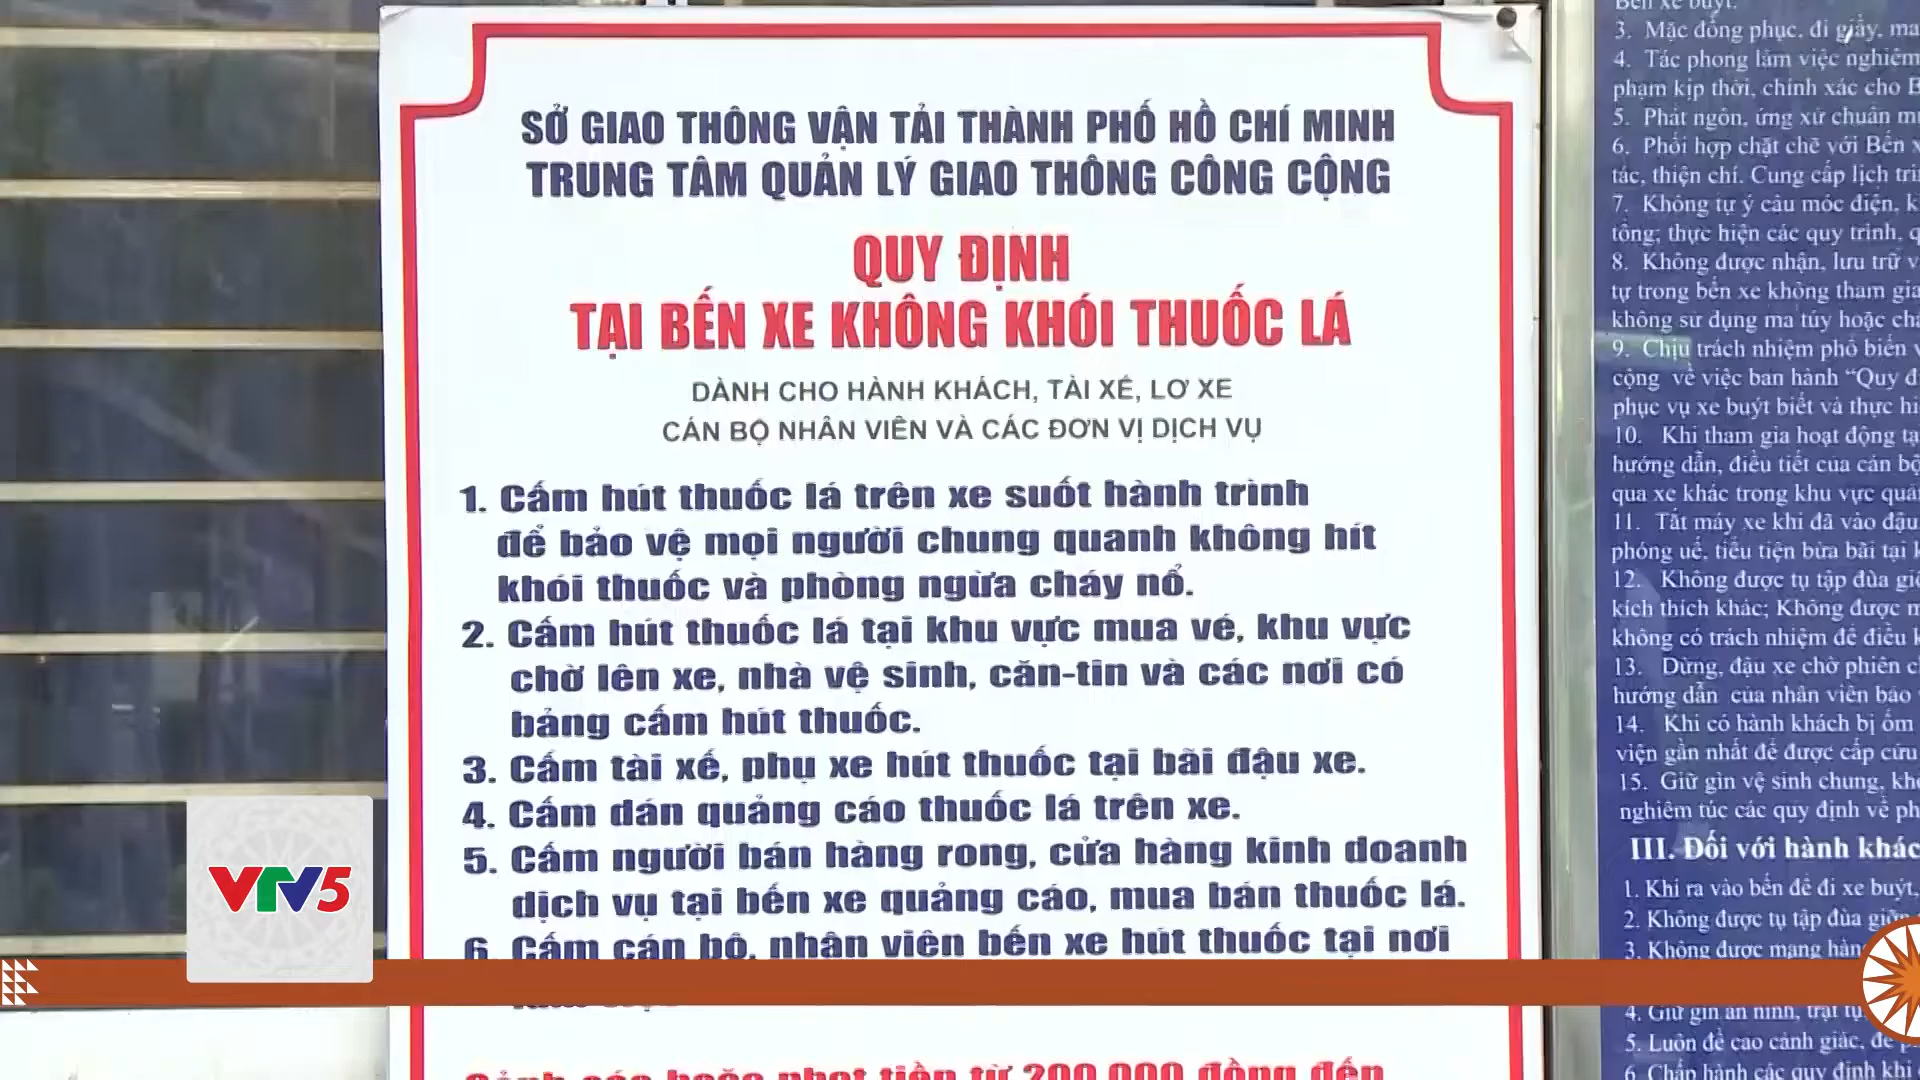 SỞ GIAO THÔNG VẬN TẢI THÀNH PHỐ HỒ CHÍ MINH
TRUNG TÂM QUẢN LÝ GIAO THÔNG CÔNG CỘNG
QUY ĐỊNH
TẠI BẾN XE KHÔNG KHÓI THUỐC LÁ
DÀNH CHO HÀNH KHÁCH, TÀI XẾ, LƠ XE
CÁN BỘ NHÂN VIÊN VÀ CÁC ĐƠN VỊ DỊCH VỤ
1. Cấm hút thuốc lá trên xe suốt hành trình
để bảo vệ mọi người chung quanh không hít
khói thuốc và phòng ngừa cháy nổ.
2. Cấm hút thuốc lá tại khu vực mua vé, khu vực
chờ lên xe, nhà vệ sinh, căn-tin và các nơi có
bảng cấm hút thuốc.
3. Cấm tài xế, phụ xe hút thuốc tại bãi đậu xe.
4. Cấm dán quảng cáo thuốc lá trên xe.
5. Cấm người bán hàng rong, cửa hàng kinh doanh
dịch vụ tại bến xe quảng cáo, mua bán thuốc lá.
6. Cấm cán bộ, nhân viên bến xe hút thuốc tại nơi
hoặc phạt tiền từ 200.000 đồng đến
Bến xe buýt.
3. Mặc đồng phục, đi giầy,
4. Tác phong làm việc nghiêm
phạm kịp thời, chính xác cho
5. Phát ngôn, ứng xử chuẩn
6. Phối hợp chặt chẽ với Bến
tác, thiện chí. Cung cấp lịch
7. Không tự ý câu móc điện,
tông; thực hiện các quy trình,
8. Không được nhận, lưu trữ
tự trong bến xe không tham gia
không sử dụng ma túy hoặc
9. Chịu trách nhiệm phổ biến
cộng về việc ban hành “Quy
phục vụ xe buýt biết và thực
10. Khi tham gia hoạt động
hướng dẫn, điều tiết của cán bộ
qua xe khác trong khu vực
11. Tắt máy xe khi đã vào đậu
phóng uế, tiểu tiện bừa bãi tại
12. Không được tụ tập đùa
kích thích khác; Không được
không có trách nhiệm để điều
13. Dừng, đậu xe chờ phiên
hướng dẫn của nhân viên bảo
14. Khi có hành khách bị ốm
viện gần nhất để được cấp cứu
15. Giữ gìn vệ sinh chung,
nghiêm túc các quy định về
III. Đối với hành
1. Khi ra vào bến để đi xe buýt,
2. Không được tụ tập đùa giỡn
3. Không được mang
4. Giữ gìn an ninh, trật
5. Luôn đề cao cảnh giác, để
6. Chấp hành các quy định khi
VTV5